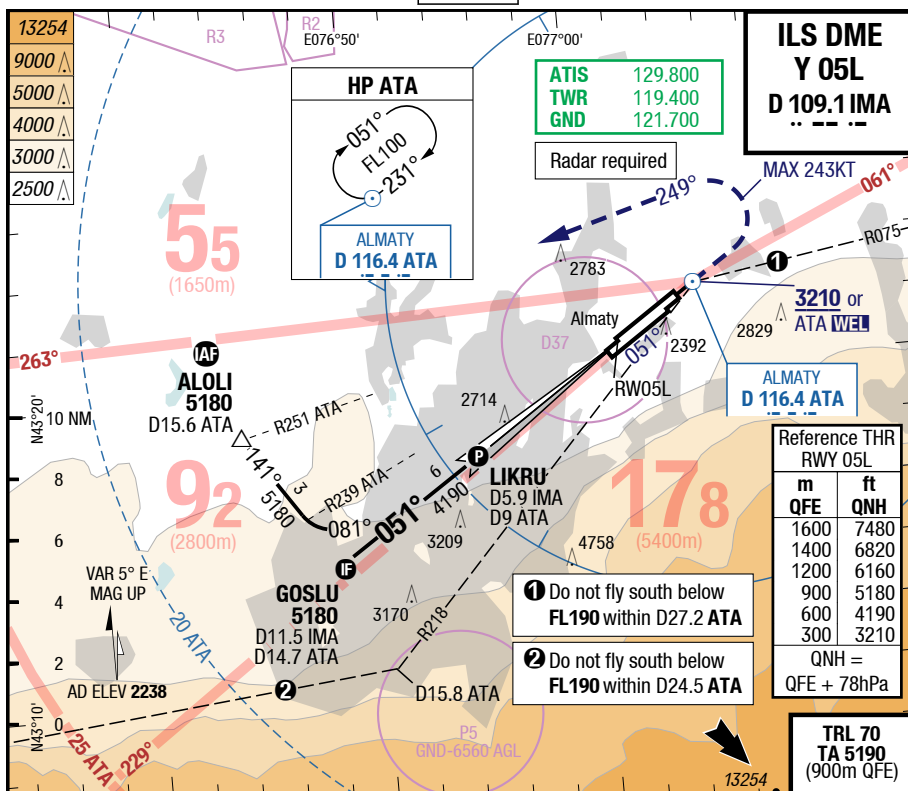 13254
9000
5000
4000
3000
2500
R3
R2
E076°50'
E077°00'
HP ATA
051°
FL100
231°
ALMATY
D 116.4 ATA
ATIS 129.800
TWR 119.400
GND 121.700
Radar required
ILS DME
Y 05L
D 109.1 IMA
MAX 243KT
061°
249°
R075
1
55
(1650m)
2783
3210 or
ATA WEL
2829
Almaty
D37
051°
2392
RW05L
ALMATY
D 116.4 ATA
263°
IAF
ALOLI
5180
D15.6 ATA
N43°20'
10 NM
R251 ATA
2714
141°
5180
3
R239 ATA
081°
051°
6
4190
P
LIKRU
D5.9 IMA
D9 ATA
8
92
(2800m)
178
(5400m)
3209
4758
6
IF
GOSLU
5180
D11.5 IMA
D14.7 ATA
3170
R218
VAR 5° E
MAG UP
4
20 ATA
2
AD ELEV 2238
2
D15.8 ATA
N43°10'
0
25 ATA
229°
P5
GND-6560 AGL
1 Do not fly south below
FL190 within D27.2 ATA
2 Do not fly south below
FL190 within D24.5 ATA
Reference THR
RWY 05L
m ft
QFE QNH
1600 7480
1400 6820
1200 6160
900 5180
600 4190
300 3210
QNH =
QFE + 78hPa
13254
TRL 70
TA 5190
(900m QFE)